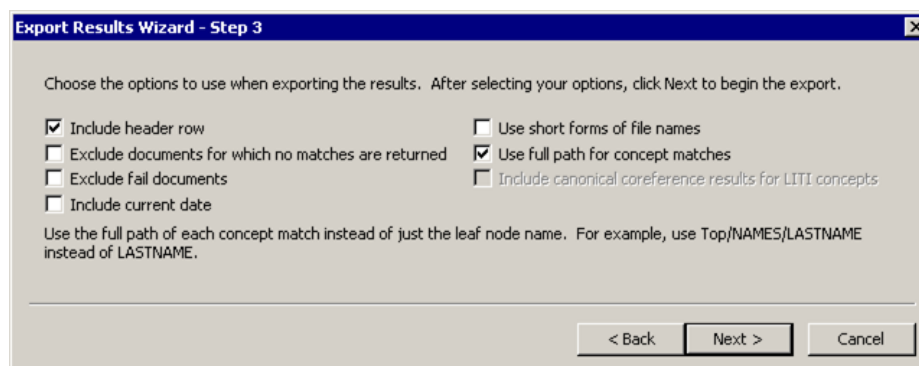 Export Results Wizard - Step 3
Choose the options to use when exporting the results. After selecting your options, click Next to begin the export.
Include header row
Exclude documents for which no matches are returned
Exclude fail documents
Include current date
Use short forms of file names
Use full path for concept matches
Include canonical coreference results for LITI concepts
Use the full path of each concept match instead of just the leaf node name. For example, use Top/NAMES/LASTNAME
instead of LASTNAME.
< Back
Next >
Cancel